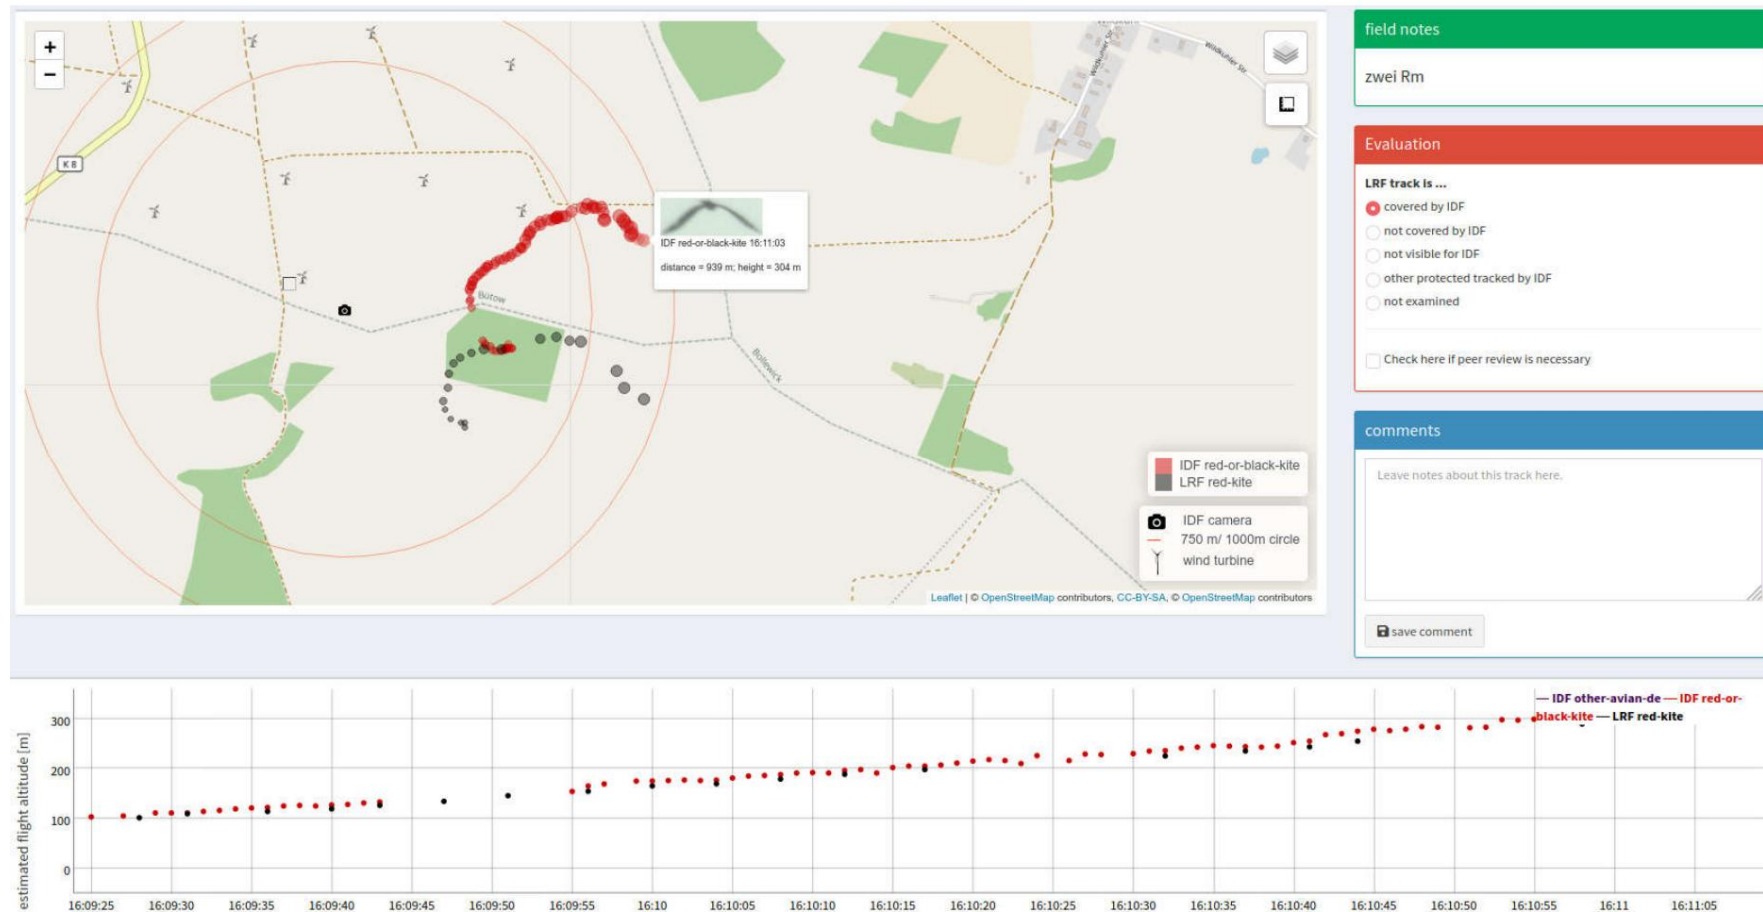 +
−
K 8
Wildkuhler Str.
Wildkuhler Str.
IDF red-or-black-kite 16:11:03
distance = 939 m; height = 304 m
Bütow
Bollewick
IDF red-or-black-kite
LRF red-kite
IDF camera
750 m/ 1000m circle
wind turbine
Leaflet | © OpenStreetMap contributors, CC-BY-SA, © OpenStreetMap contributors
field notes
zwei Rm
Evaluation
LRF track is ...
covered by IDF
not covered by IDF
not visible for IDF
other protected tracked by IDF
not examined
Check here if peer review is necessary
comments
Leave notes about this track here.
save comment
— IDF other-avian-de — IDF red-or-
black-kite — LRF red-kite
estimated flight altitude [m]
300
200
100
0
16:09:25 16:09:30 16:09:35 16:09:40 16:09:45 16:09:50 16:09:55 16:10 16:10:05 16:10:10 16:10:15 16:10:20 16:10:25 16:10:30 16:10:35 16:10:40 16:10:45 16:10:50 16:10:55 16:11 16:11:05